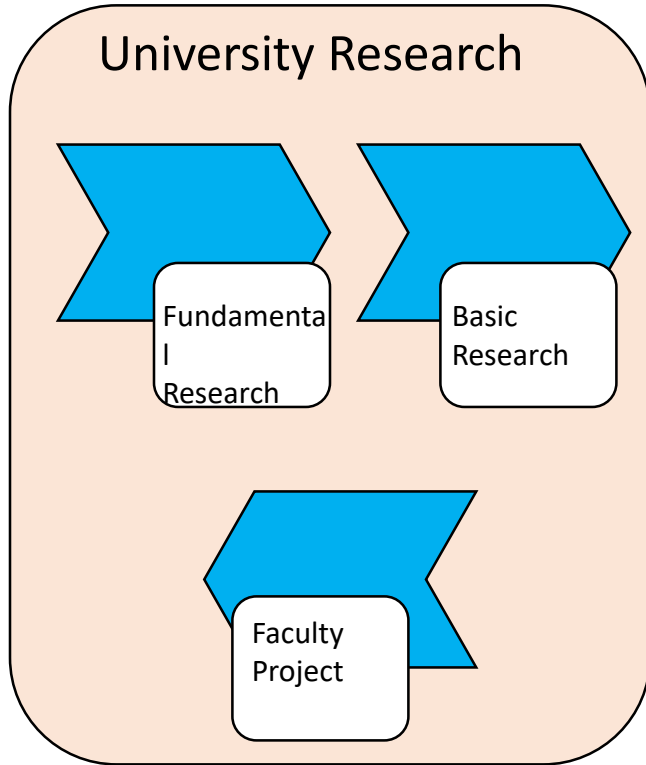 University Research
Fundamenta
l
Research
Basic
Research
Faculty
Project